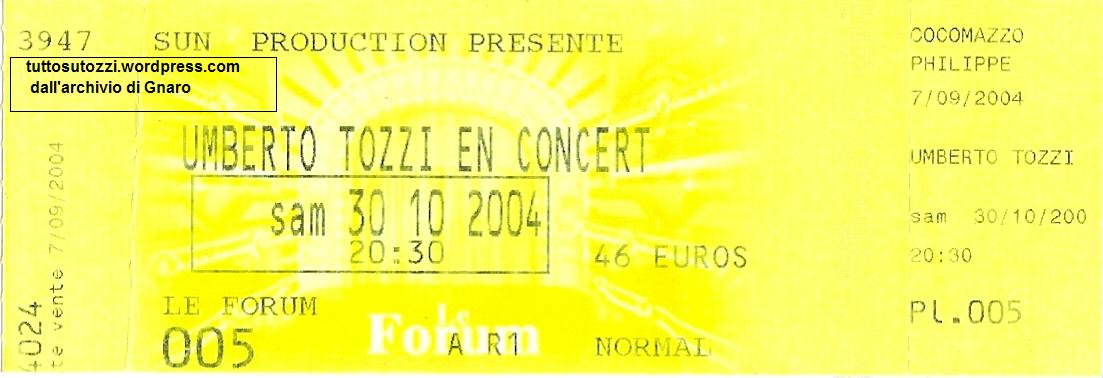 3947 SUN PRODUCTION PRESENTE
tuttosutozzi.wordpress.com
dall'archivio di Gnaro
UMBERTO TOZZI EN CONCERT
sam 30 10 2004
20:30
46 EUROS
LE FORUM
Le
Forum
005 A R1 NORMAL
4024
te vente 7/09/2004
COCOMAZZO
PHILIPPE
7/09/2004
UMBERTO TOZZI
sam 30/10/200
20:30
Pl.005